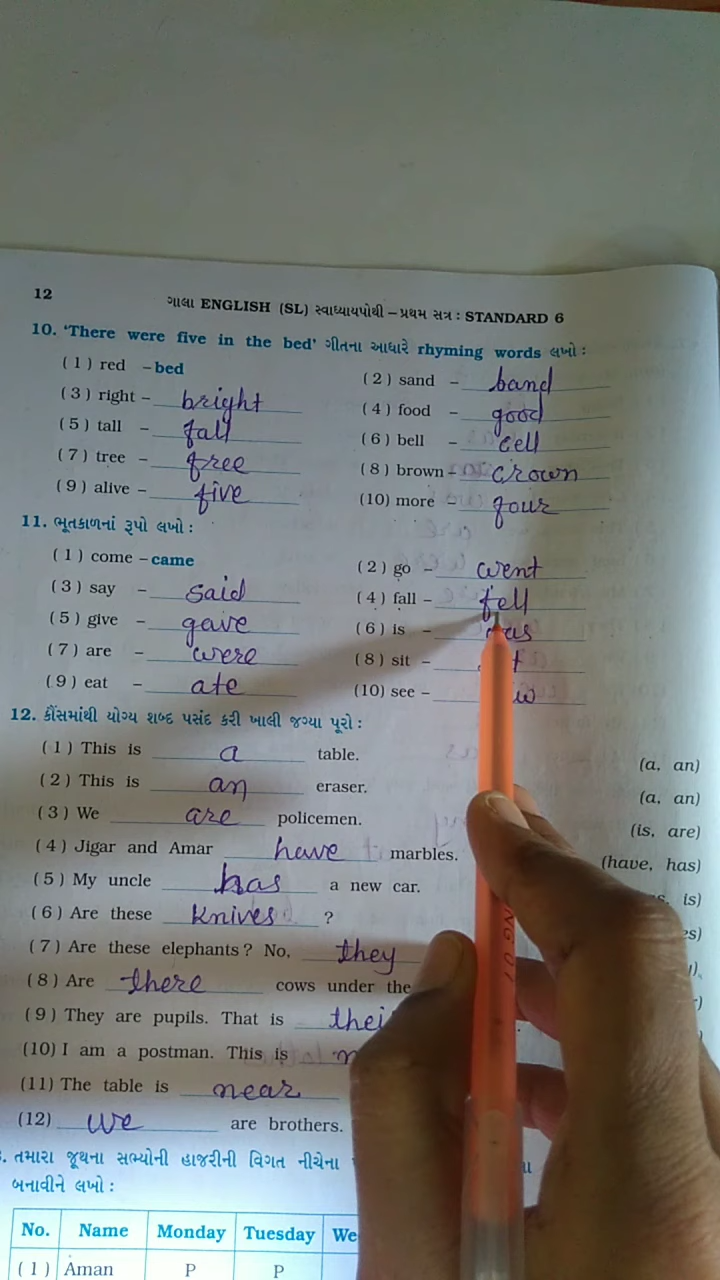 12 ગાલા ENGLISH (SL) સ્વાધ્યાયપોથી – પ્રથમ સત્ર : STANDARD 6
10. 'There were five in the bed' ગીતના આધારે rhyming words લખો :
(1) red – bed (2) sand – band
(3) right – bright (4) food – good
(5) tall – fall (6) bell – cell
(7) tree – free (8) brown – crown
(9) alive – five (10) more – four
11. ભૂતકાળનાં રૂપો લખો :
(1) come – came (2) go – went
(3) say – said (4) fall – fell
(5) give – gave (6) is –
(7) are – were (8) sit –
(9) eat – ate (10) see –
12. કૌંસમાંથી યોગ્ય શબ્દ પસંદ કરી ખાલી જગ્યા પૂરો :
(1) This is a table. (a, an)
(2) This is an eraser. (a, an)
(3) We are policemen. (is, are)
(4) Jigar and Amar have marbles. (have, has)
(5) My uncle has a new car. is)
(6) Are these knives ?
(7) Are these elephants? No, they
(8) Are there cows under the
(9) They are pupils. That is
(10) I am a postman. This is
(11) The table is near
(12) we are brothers.
તમારા જૂથના સભ્યોની હાજરીની વિગત નીચેના
બનાવીને લખો :
No. Name Monday Tuesday We
(1) Aman P P